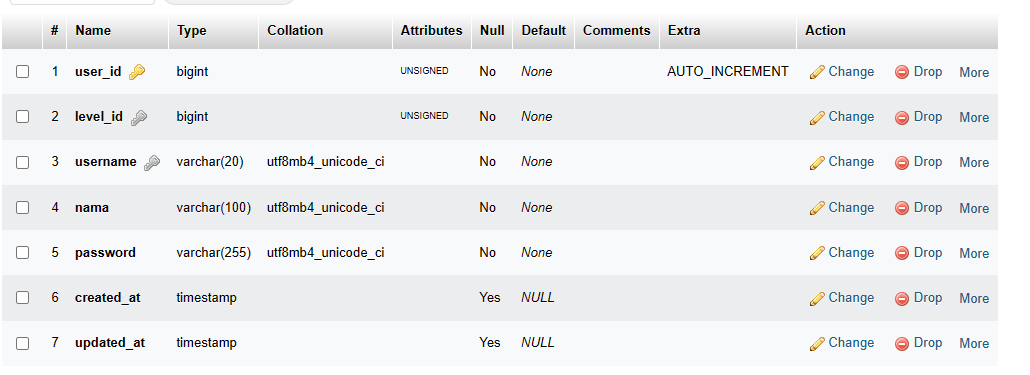 # Name Type Collation Attributes Null Default Comments Extra Action
1 user_id bigint UNSIGNED No None AUTO_INCREMENT Change Drop More
2 level_id bigint UNSIGNED No None Change Drop More
3 username varchar(20) utf8mb4_unicode_ci No None Change Drop More
4 nama varchar(100) utf8mb4_unicode_ci No None Change Drop More
5 password varchar(255) utf8mb4_unicode_ci No None Change Drop More
6 created_at timestamp Yes NULL Change Drop More
7 updated_at timestamp Yes NULL Change Drop More